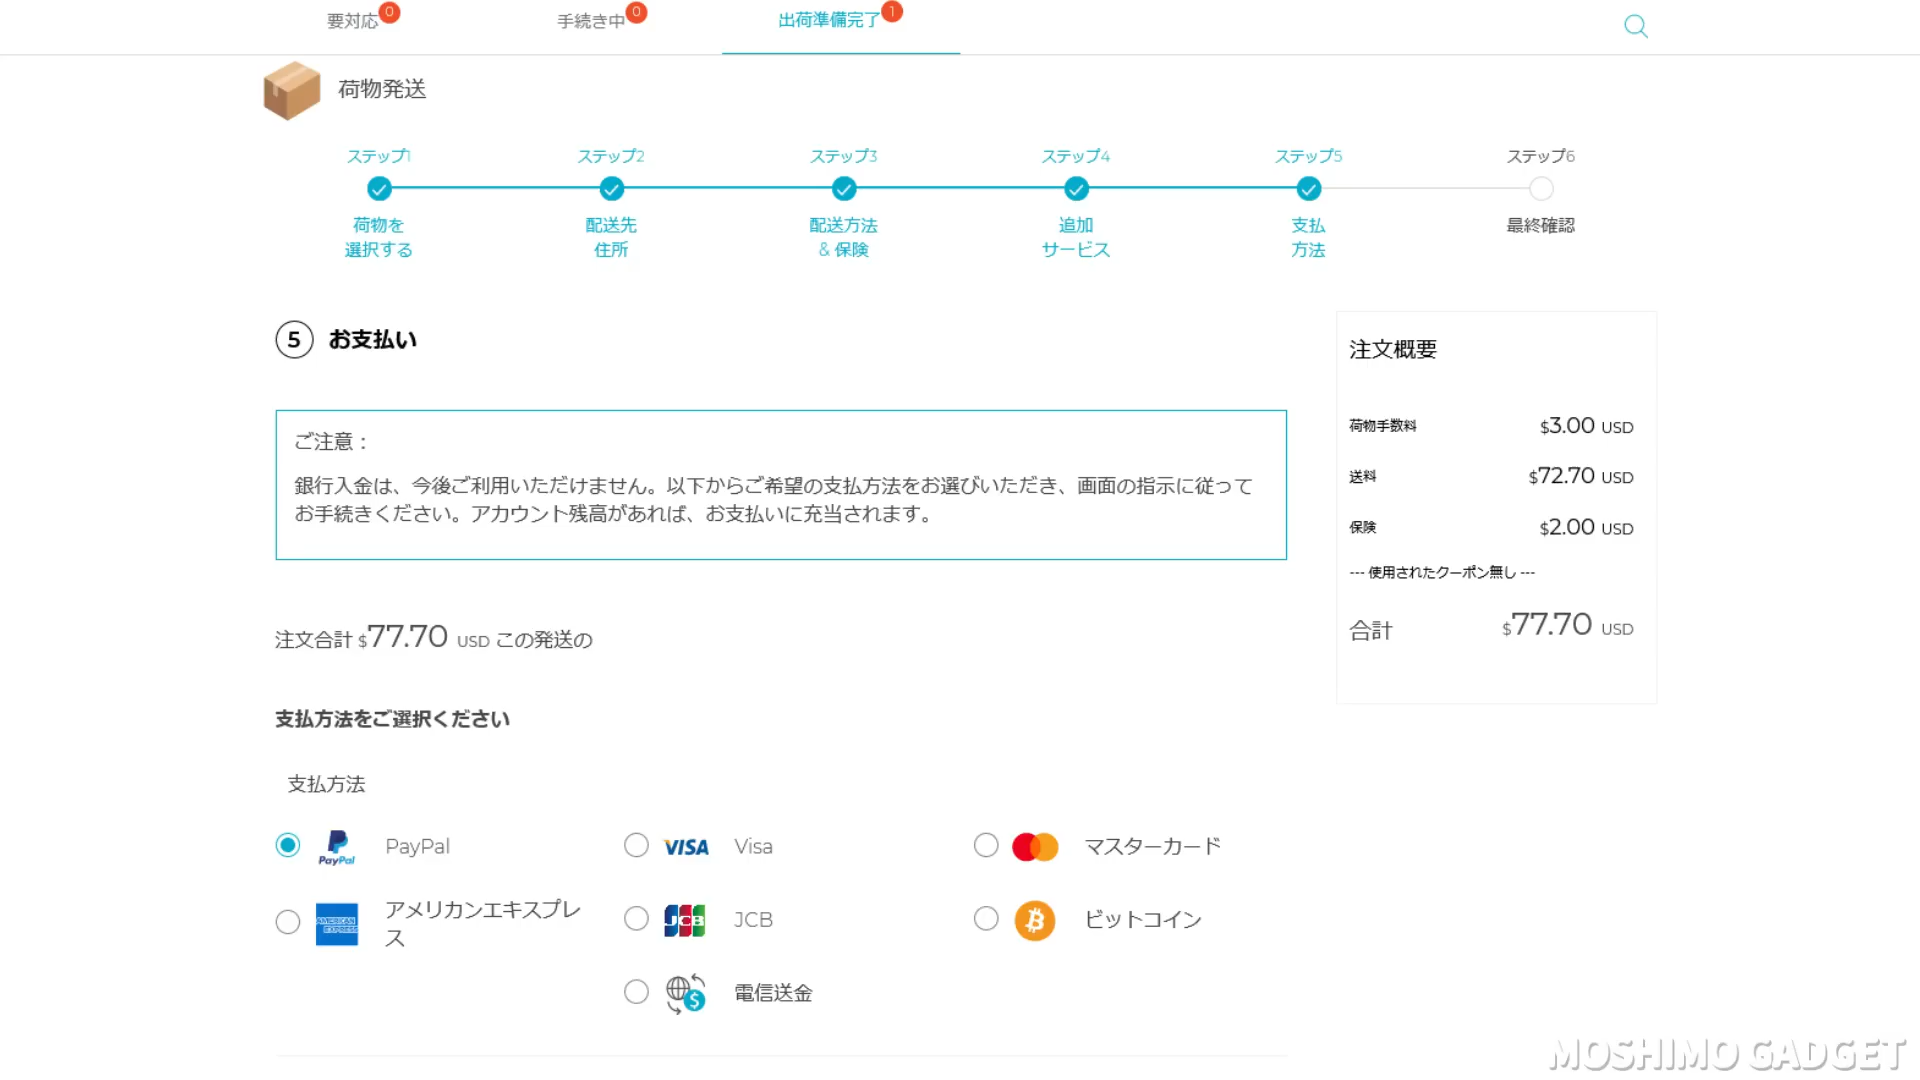 要対応 0
手続き中 0
出荷準備完了 1
荷物発送
ステップ1
ステップ2
ステップ3
ステップ4
ステップ5
ステップ6
荷物を
選択する
配送先
住所
配送方法
& 保険
追加
サービス
支払
方法
最終確認
5 お支払い
ご注意：
銀行入金は、今後ご利用いただけません。以下からご希望の支払方法をお選びいただき、画面の指示に従って
お手続きください。アカウント残高があれば、お支払いに充当されます。
注文合計 $77.70 USD この発送の
支払方法をご選択ください
支払方法
PayPal PayPal
VISA Visa
マスターカード
AMERICAN
EXPRESS
アメリカンエキスプレ
ス
JCB JCB
ビットコイン
電信送金
注文概要
荷物手数料 $3.00 USD
送料 $72.70 USD
保険 $2.00 USD
--- 使用されたクーポン無し ---
合計 $77.70 USD
MOSHIMO GADGET